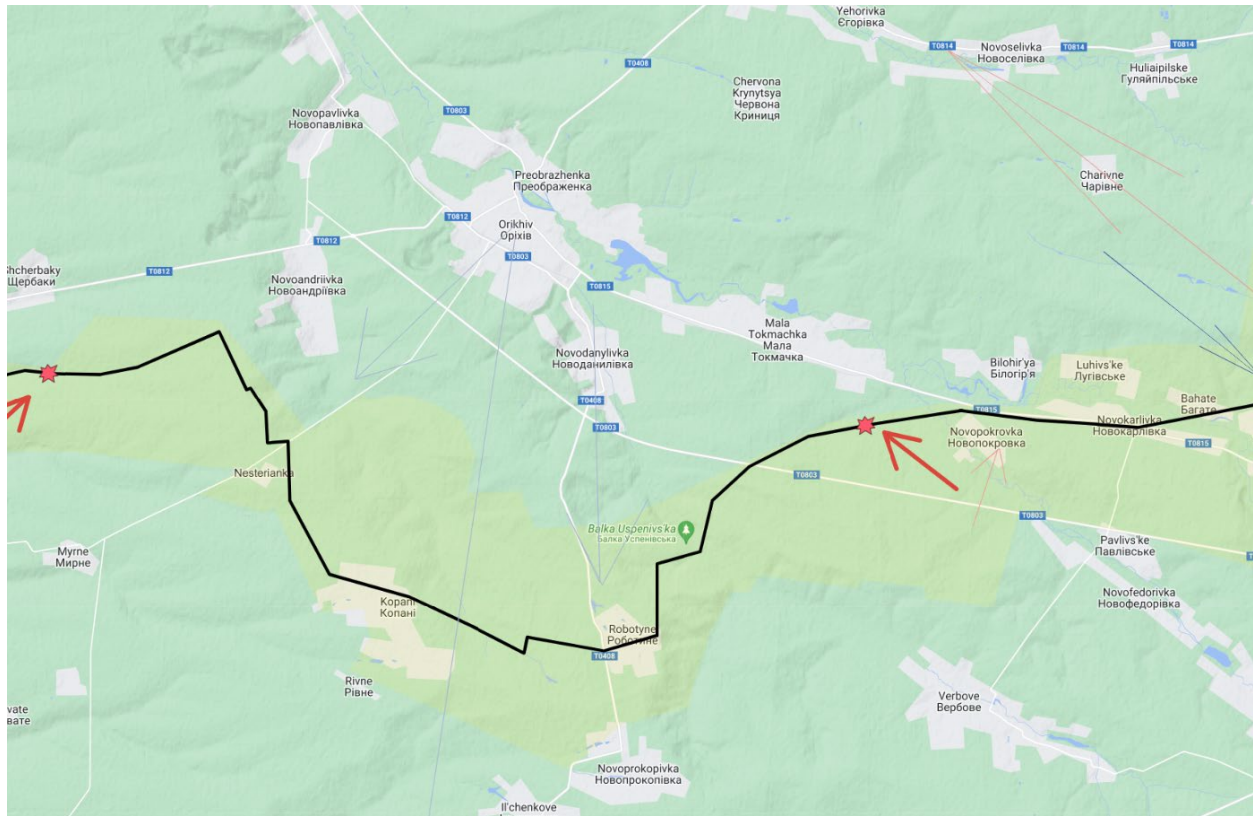 Yehorivka
Єгорівка
T0814
Novoselivka
Новоселівка
T0814
T0814
Huliaipilske
Гуляйпільське
T0408
Chervona
Krynytsya
Червона
Криниця
Novopavlivka
Новопавлівка
T0803
Preobrazhenka
Преображенка
Charivne
Чарівне
T0812
Orikhiv
Оріхів
T0812
T0803
Shcherbaky
Щербаки
T0812
Novoandriivka
Новоандріївка
T0815
Mala
Tokmachka
Мала
Токмачка
Novodanylivka
Новоданилівка
Bilohir'ya
Білогір'я
Luhivs'ke
Лугівське
T0408
T0815
Bahate
Багате
T0803
Novokarlivka
Новокарлівка
Novopokrovka
Новопокровка
T0815
Nesterianka
T0803
T0803
Balka Uspenivs'ka
Балка Успенівська
Pavlivs'ke
Павлівське
Myrne
Мирне
Novofedorivka
Новофедорівка
Kopani
Копані
Robotyne
Роботине
T0408
Rivne
Рівне
Verbove
Вербове
vate
вате
Novoprokopivka
Новопрокопівка
Il'chenkove